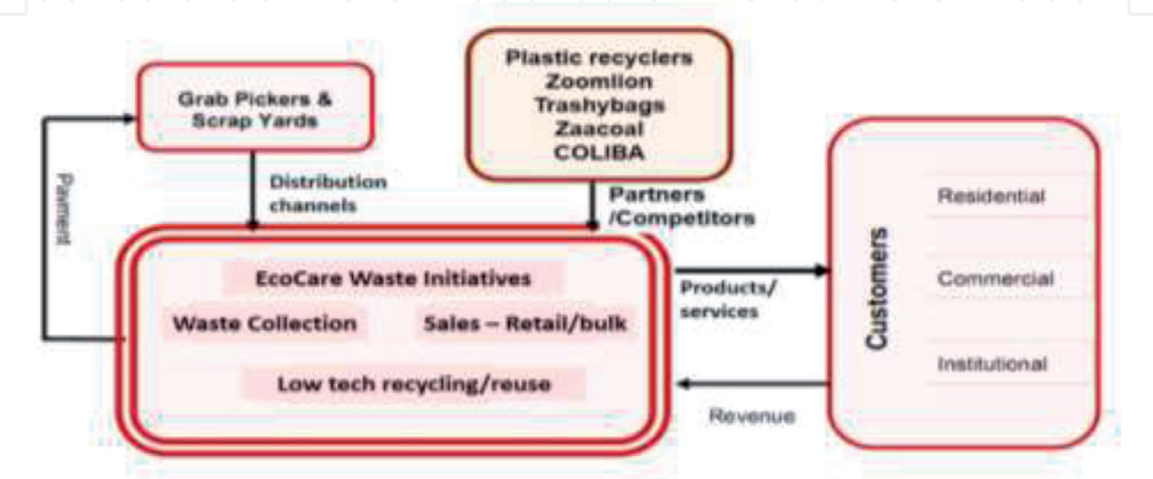 Plastic recyclers
Zoomlion
Trashybags
Zaacoal
COLIBA
Grab Pickers &
Scrap Yards
Payment
Distribution
channels
Partners
/Competitors
EcoCare Waste Initiatives
Waste Collection
Sales – Retail/bulk
Low tech recycling/reuse
Products/
services
Revenue
Customers
Residential
Commercial
Institutional